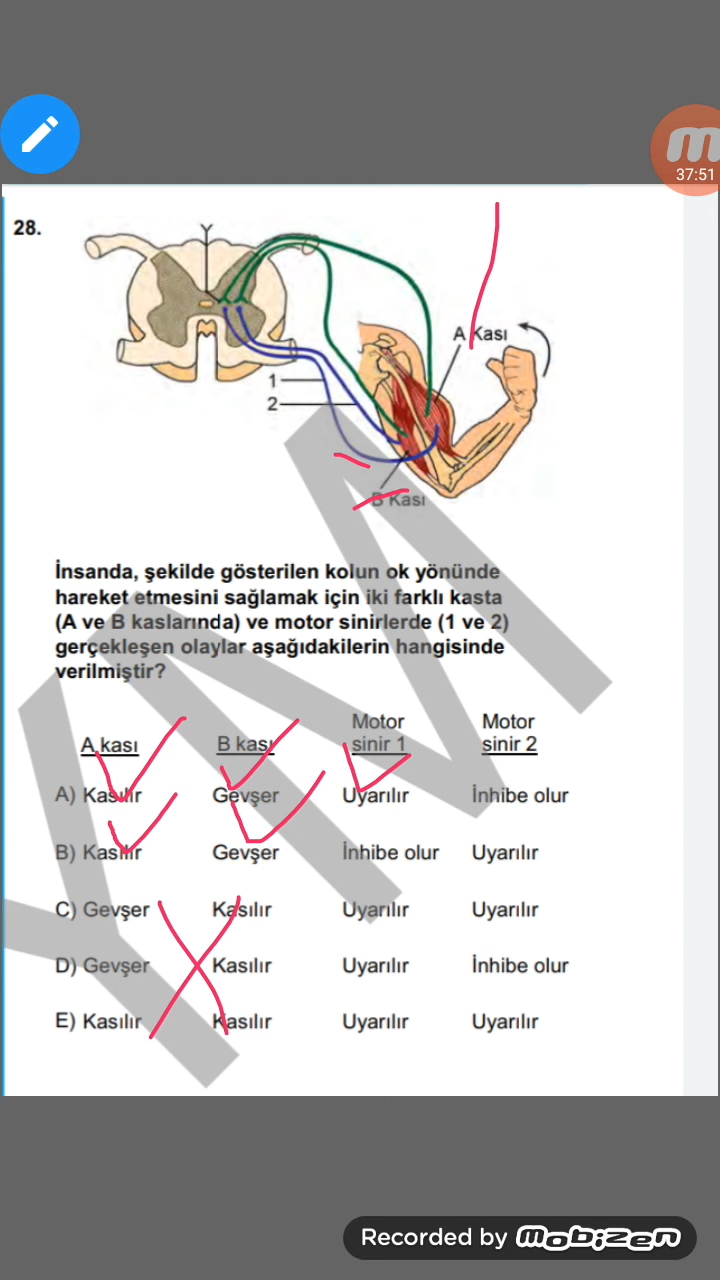 37:51
28.
A Kası
1
2
B Kası
İnsanda, şekilde gösterilen kolun ok yönünde
hareket etmesini sağlamak için iki farklı kasta
(A ve B kaslarında) ve motor sinirlerde (1 ve 2)
gerçekleşen olaylar aşağıdakilerin hangisinde
verilmiştir?
A kası B kası Motor sinir 1 Motor sinir 2
A) Kasılır Gevşer Uyarılır İnhibe olur
B) Kasılır Gevşer İnhibe olur Uyarılır
C) Gevşer Kasılır Uyarılır Uyarılır
D) Gevşer Kasılır Uyarılır İnhibe olur
E) Kasılır Kasılır Uyarılır Uyarılır
Recorded by mobizen